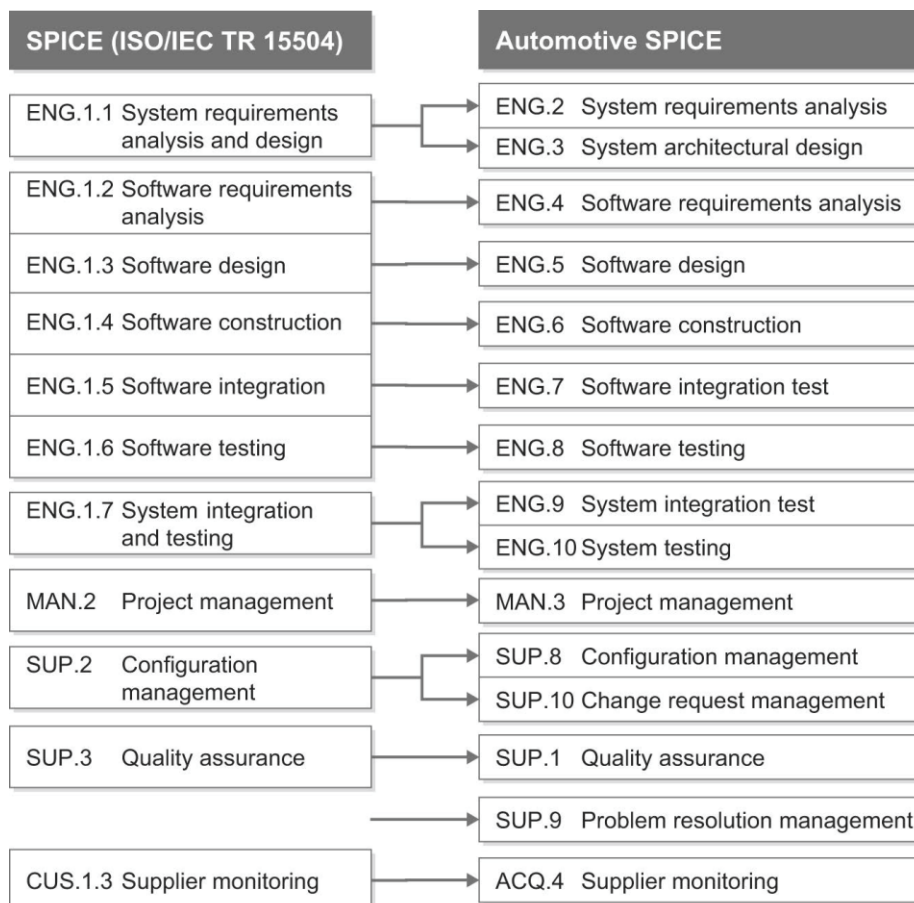 SPICE (ISO/IEC TR 15504)
Automotive SPICE
ENG.1.1 System requirements
analysis and design
ENG.2 System requirements analysis
ENG.3 System architectural design
ENG.1.2 Software requirements
analysis
ENG.4 Software requirements analysis
ENG.1.3 Software design
ENG.5 Software design
ENG.1.4 Software construction
ENG.6 Software construction
ENG.1.5 Software integration
ENG.7 Software integration test
ENG.1.6 Software testing
ENG.8 Software testing
ENG.1.7 System integration
and testing
ENG.9 System integration test
ENG.10 System testing
MAN.2 Project management
MAN.3 Project management
SUP.2 Configuration
management
SUP.8 Configuration management
SUP.10 Change request management
SUP.3 Quality assurance
SUP.1 Quality assurance
SUP.9 Problem resolution management
CUS.1.3 Supplier monitoring
ACQ.4 Supplier monitoring